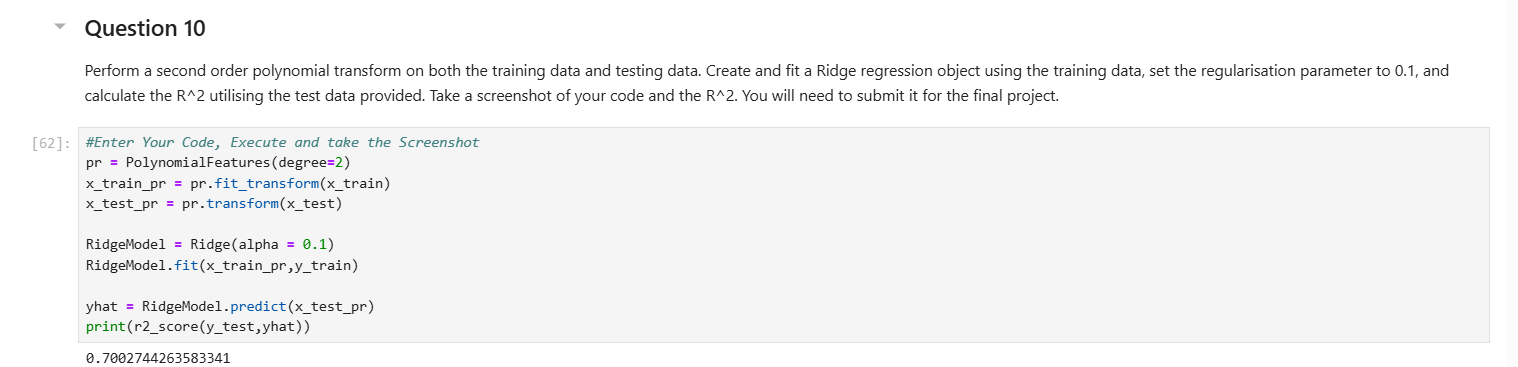 Question 10
Perform a second order polynomial transform on both the training data and testing data. Create and fit a Ridge regression object using the training data, set the regularisation parameter to 0.1, and
calculate the R^2 utilising the test data provided. Take a screenshot of your code and the R^2. You will need to submit it for the final project.
[62]: #Enter Your Code, Execute and take the Screenshot
pr = PolynomialFeatures(degree=2)
x_train_pr = pr.fit_transform(x_train)
x_test_pr = pr.transform(x_test)
RidgeModel = Ridge(alpha = 0.1)
RidgeModel.fit(x_train_pr,y_train)
yhat = RidgeModel.predict(x_test_pr)
print(r2_score(y_test,yhat))
0.7002744263583341